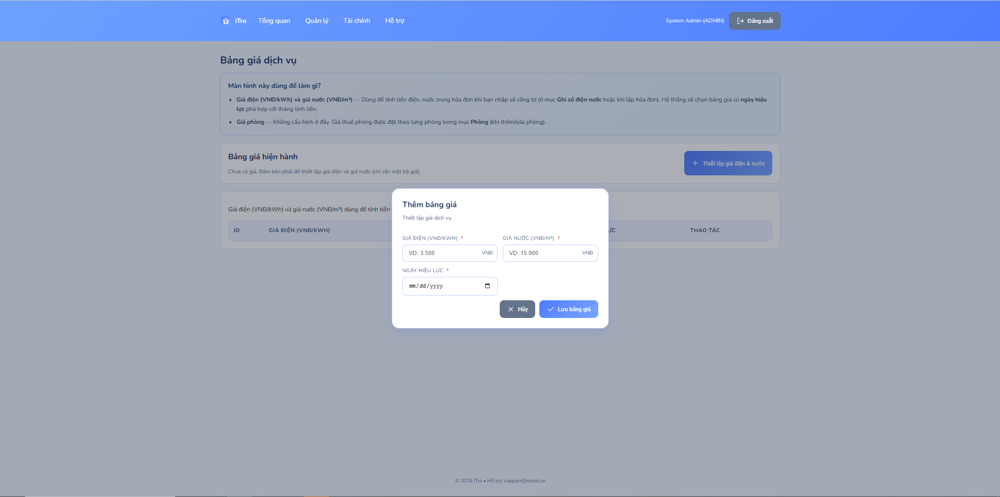 iTro
Tổng quan
Quản lý
Tài chính
Hỗ trợ
System Admin (ADMIN)
Đăng xuất
Bảng giá dịch vụ
Màn hình này dùng để làm gì?
• Giá điện (VNĐ/kWh) và giá nước (VNĐ/m³) — Dùng để tính tiền điện, nước trong hóa đơn khi bạn nhập số công tơ (ở mục Ghi số điện nước hoặc khi lập hóa đơn). Hệ thống sẽ chọn bảng giá có ngày hiệu
lực phù hợp với tháng tính tiền.
• Giá phòng — Không cấu hình ở đây. Giá thuê phòng được đặt theo từng phòng trong mục Phòng (khi thêm/sửa phòng).
Bảng giá hiện hành
Chưa có giá. Bấm bên phải để thiết lập giá điện và giá nước (chỉ cần một bộ giá).
Thiết lập giá điện & nước
Giá điện (VNĐ/kWh) và giá nước (VNĐ/m³) dùng để tính tiền
ID
GIÁ ĐIỆN (VNĐ/KWH)
THAO TÁC
Thêm bảng giá
Thiết lập giá dịch vụ
GIÁ ĐIỆN (VNĐ/KWH) *
GIÁ NƯỚC (VNĐ/M³) *
VD: 3.500 VNĐ
VD: 15.000 VNĐ
NGÀY HIỆU LỰC *
mm/dd/yyyy
Hủy
Lưu bảng giá
© 2026 iTro • Hỗ trợ: support@motel.vn